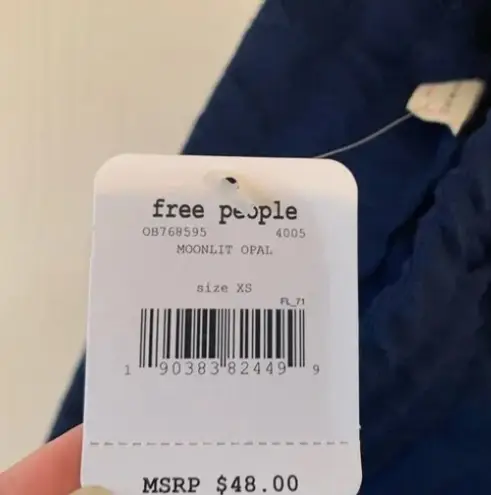 free people
OB768595 4005
MOONLIT OPAL
size XS
FL_71
1 90383 82449 9
MSRP $48.00